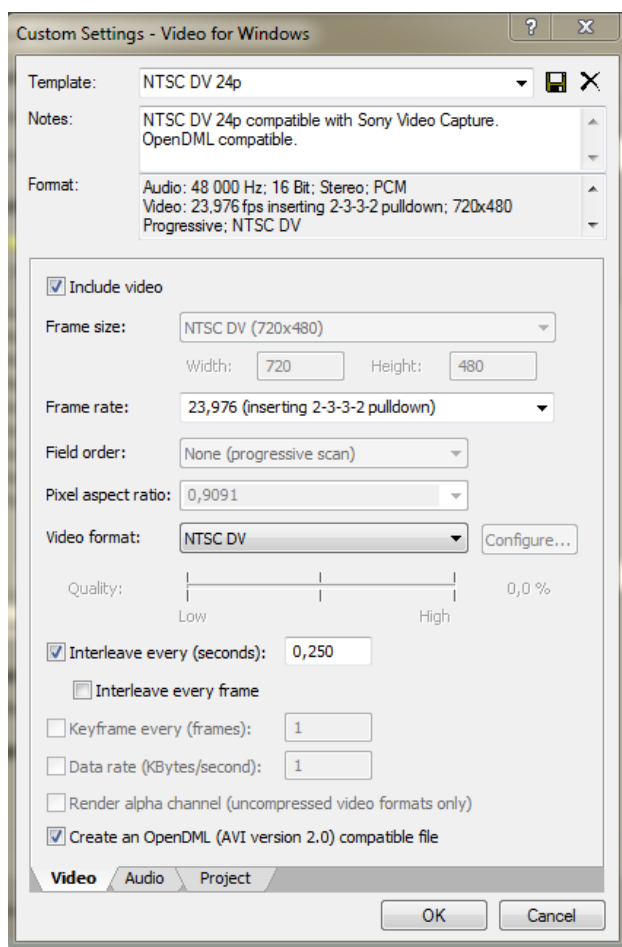 Custom Settings - Video for Windows
Template: NTSC DV 24p
Notes: NTSC DV 24p compatible with Sony Video Capture.
OpenDML compatible.
Format: Audio: 48 000 Hz; 16 Bit; Stereo; PCM
Video: 23,976 fps inserting 2-3-3-2 pulldown; 720x480
Progressive; NTSC DV
Include video
Frame size: NTSC DV (720x480)
Width: 720 Height: 480
Frame rate: 23,976 (inserting 2-3-3-2 pulldown)
Field order: None (progressive scan)
Pixel aspect ratio: 0,9091
Video format: NTSC DV Configure...
Quality: 0,0 %
Low High
Interleave every (seconds): 0,250
Interleave every frame
Keyframe every (frames): 1
Data rate (KBytes/second): 1
Render alpha channel (uncompressed video formats only)
Create an OpenDML (AVI version 2.0) compatible file
Video Audio Project
OK Cancel